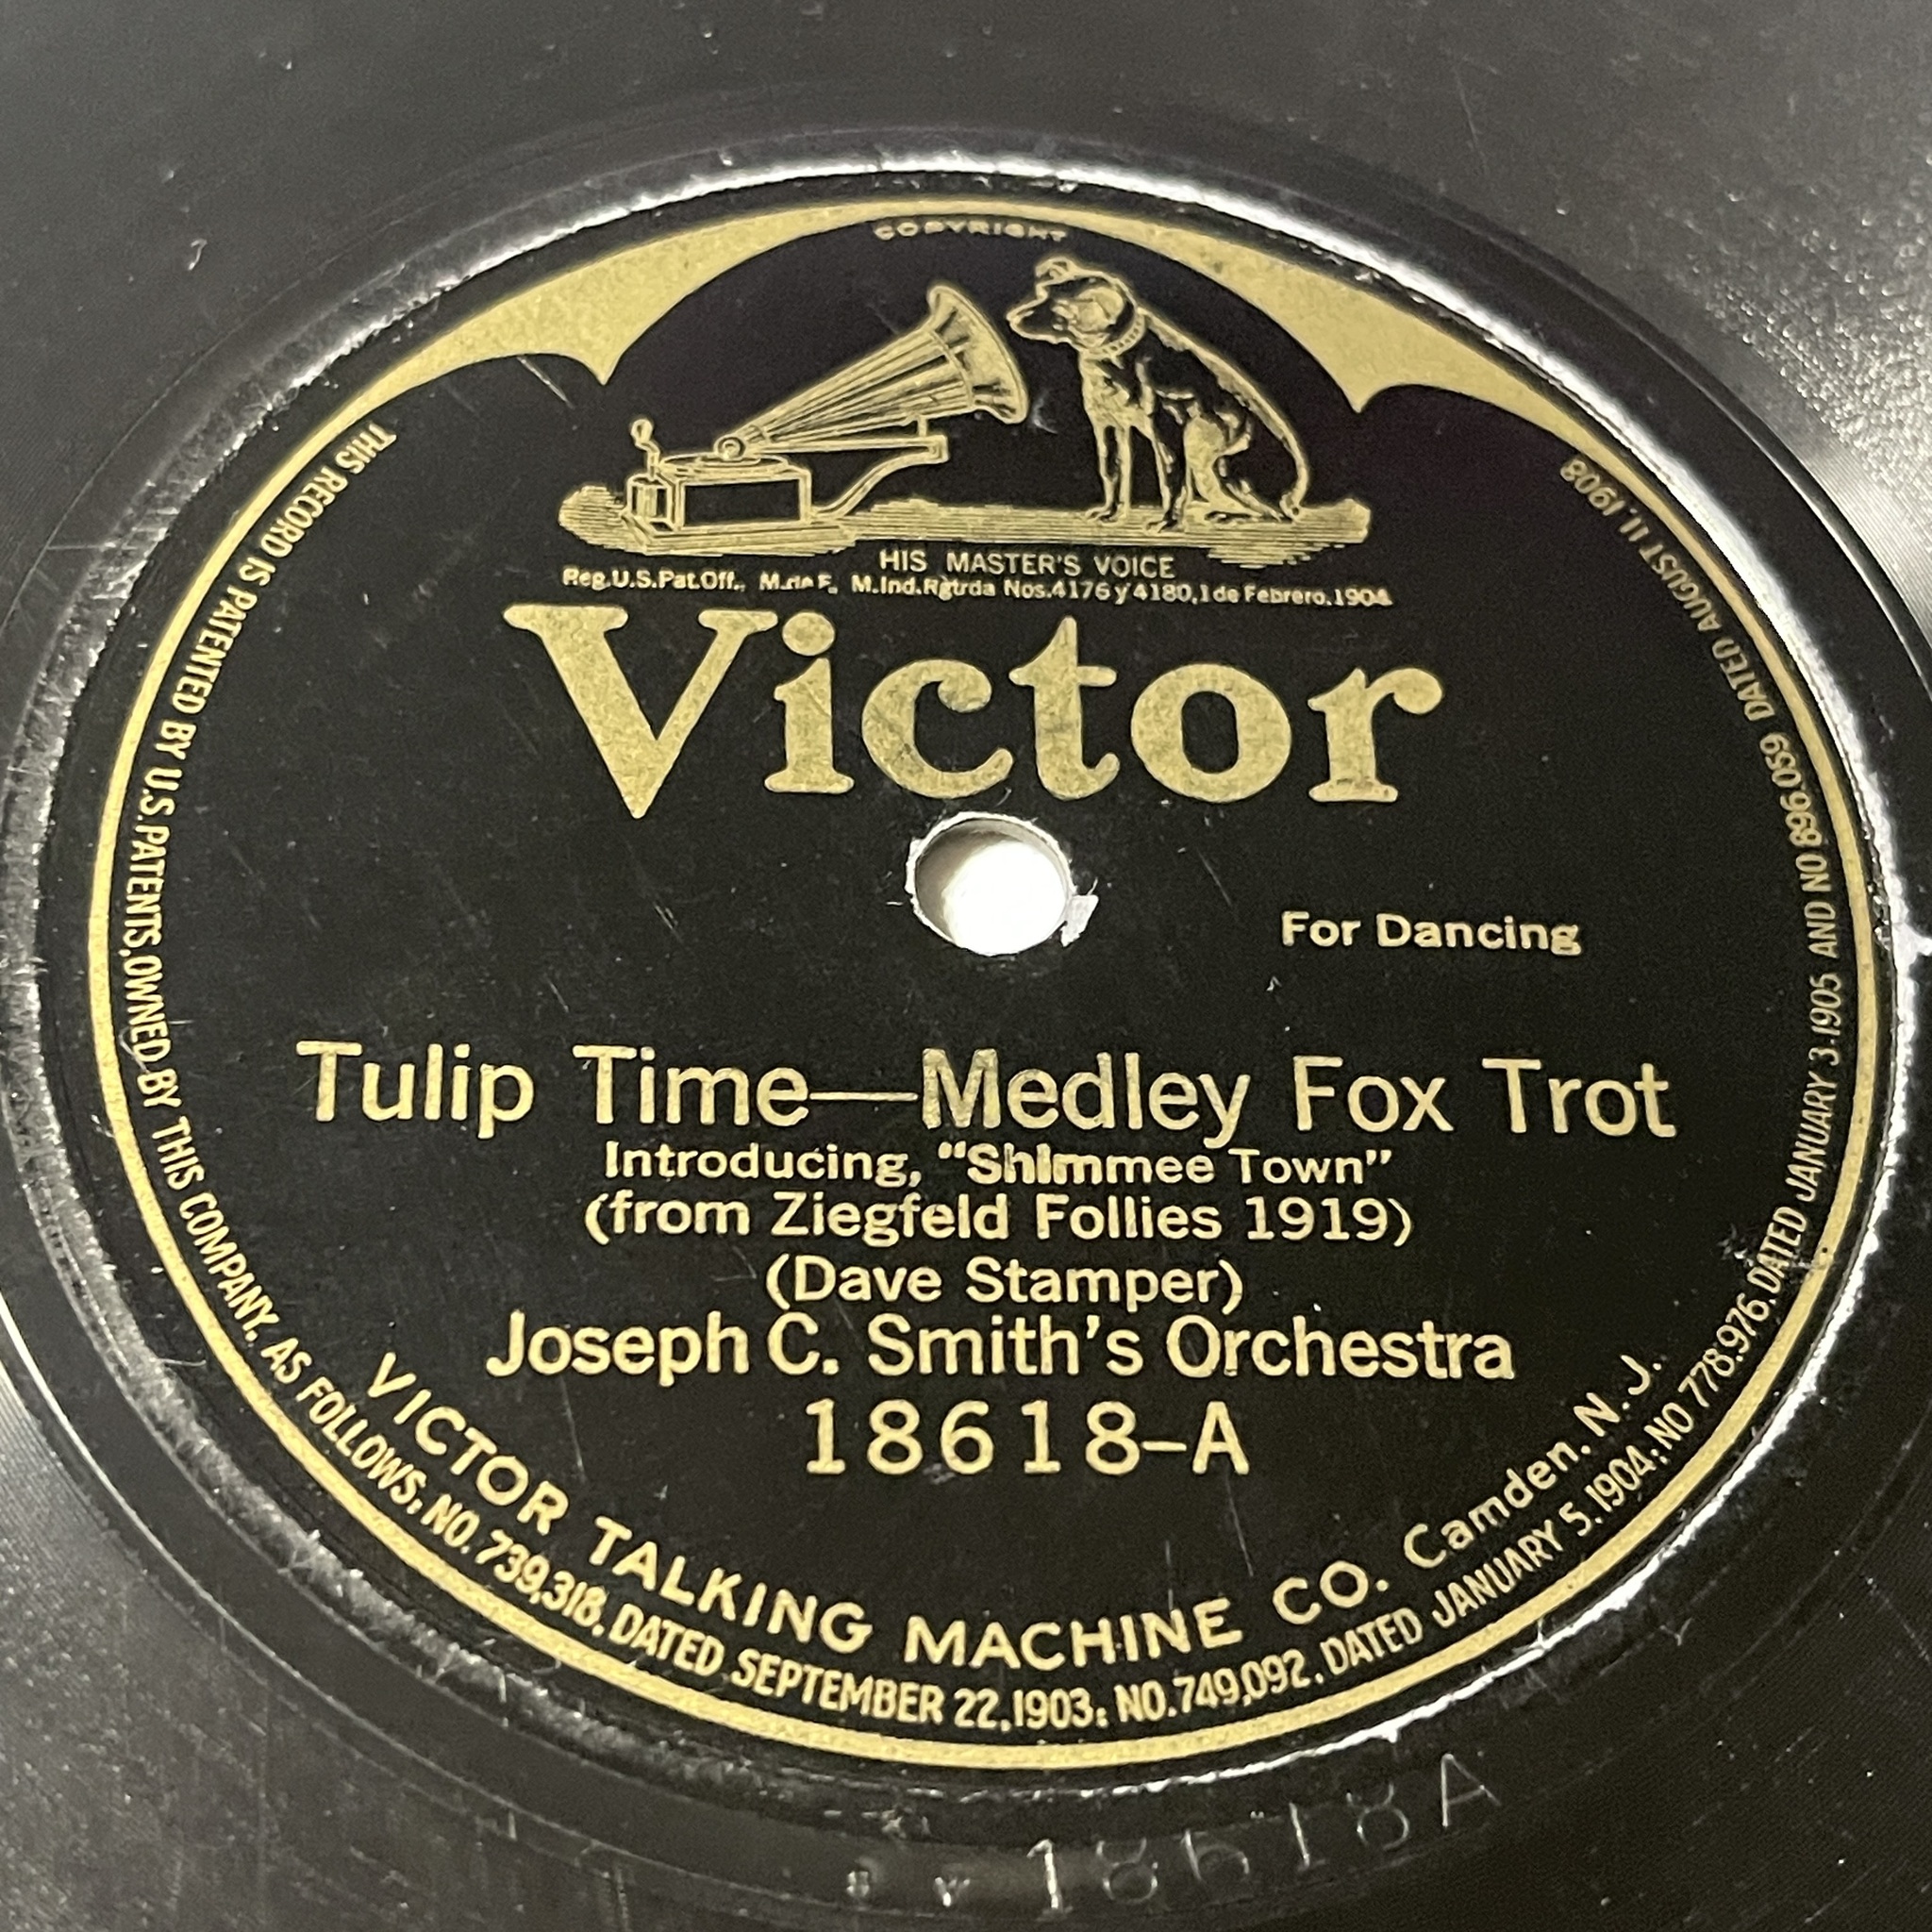 COPYRIGHT
HIS MASTER'S VOICE
Reg.U.S.Pat.Off., M.de F. M.Ind.Rgtrda Nos.4176 y 4180,1 de Febrero.1904
Victor
For Dancing
Tulip Time—Medley Fox Trot
Introducing, "Shimmee Town"
(from Ziegfeld Follies 1919)
(Dave Stamper)
Joseph C. Smith's Orchestra
18618-A
VICTOR TALKING MACHINE CO. Camden. N. J.
THIS RECORD IS PATENTED BY U.S. PATENTS, OWNED BY THIS COMPANY, AS FOLLOWS: NO. 739,318, DATED SEPTEMBER 22, 1903; NO. 749,092, DATED JANUARY 5, 1904; NO 778,976, DATED JANUARY 3, 1905 AND NO 896,059 DATED AUGUST 11, 1908
18618A